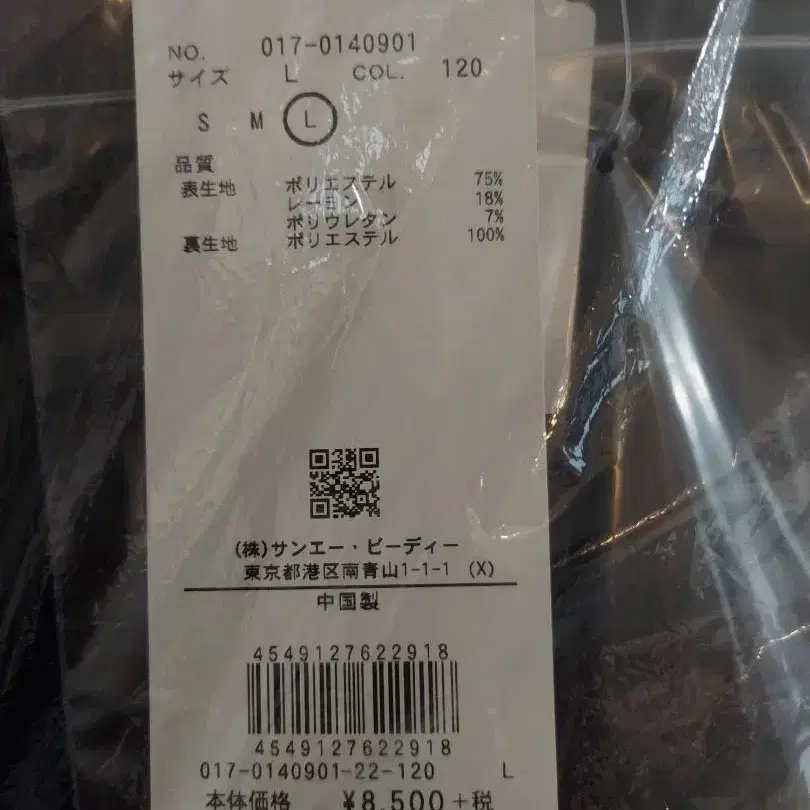 NO. 017-0140901
サイズ L COL. 120
S M L
品質
表生地 ポリエステル 75%
レーヨン 18%
ポリウレタン 7%
裏生地 ポリエステル 100%
(株)サンエー・ビーディー
東京都港区南青山1-1-1 (X)
中国製
4549127622918
4549127622918
017-0140901-22-120 L
本体価格 ¥8,500+税